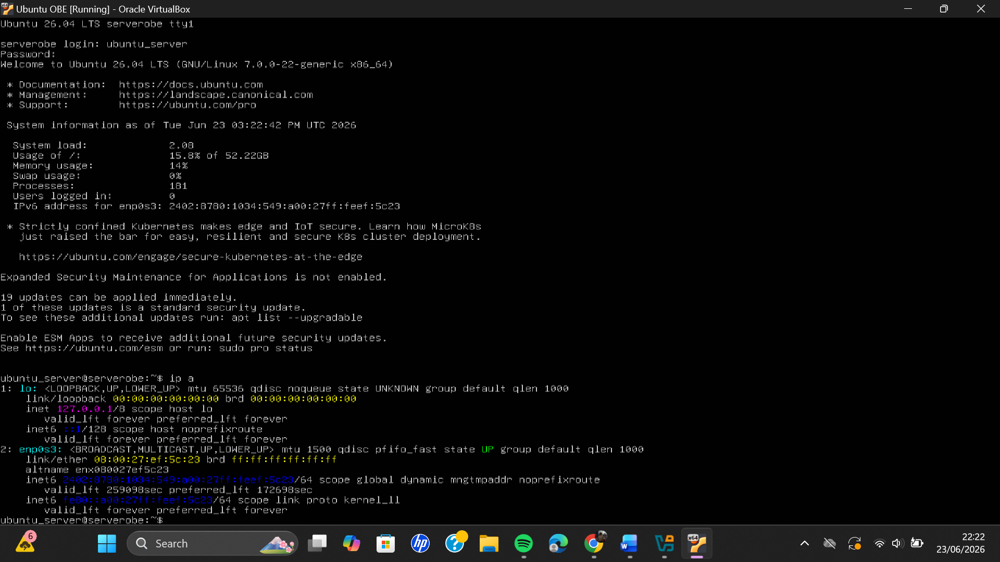 Ubuntu OBE [Running] - Oracle VirtualBox
Ubuntu 26.04 LTS serverobe tty1
serverobe login: ubuntu_server
Password:
Welcome to Ubuntu 26.04 LTS (GNU/Linux 7.0.0-22-generic x86_64)
* Documentation:  https://docs.ubuntu.com
* Management:     https://landscape.canonical.com
* Support:        https://ubuntu.com/pro
System information as of Tue Jun 23 03:22:42 PM UTC 2026
System load:             2.08
Usage of /:              15.8% of 52.22GB
Memory usage:            14%
Swap usage:              0%
Processes:               181
Users logged in:         0
IPv6 address for enp0s3: 2402:8780:1034:549:a00:27ff:feef:5c23
* Strictly confined Kubernetes makes edge and IoT secure. Learn how MicroK8s
just raised the bar for easy, resilient and secure K8s cluster deployment.
https://ubuntu.com/engage/secure-kubernetes-at-the-edge
Expanded Security Maintenance for Applications is not enabled.
19 updates can be applied immediately.
1 of these updates is a standard security update.
To see these additional updates run: apt list --upgradable
Enable ESM Apps to receive additional future security updates.
See https://ubuntu.com/esm or run: sudo pro status
ubuntu_server@serverobe:~$ ip a
1: lo: <LOOPBACK,UP,LOWER_UP> mtu 65536 qdisc noqueue state UNKNOWN group default qlen 1000
link/loopback 00:00:00:00:00:00 brd 00:00:00:00:00:00
inet 127.0.0.1/8 scope host lo
valid_lft forever preferred_lft forever
inet6 ::1/128 scope host noprefixroute
valid_lft forever preferred_lft forever
2: enp0s3: <BROADCAST,MULTICAST,UP,LOWER_UP> mtu 1500 qdisc pfifo_fast state UP group default qlen 1000
link/ether 08:00:27:ef:5c:23 brd ff:ff:ff:ff:ff:ff
altname enx080027ef5c23
inet6 2402:8780:1034:549:a00:27ff:feef:5c23/64 scope global dynamic mngtmpaddr noprefixroute
valid_lft 259098sec preferred_lft 172698sec
inet6 fe80::a00:27ff:feef:5c23/64 scope link proto kernel_ll
valid_lft forever preferred_lft forever
ubuntu_server@serverobe:~$
6
Search
hp
x64
22:22
23/06/2026